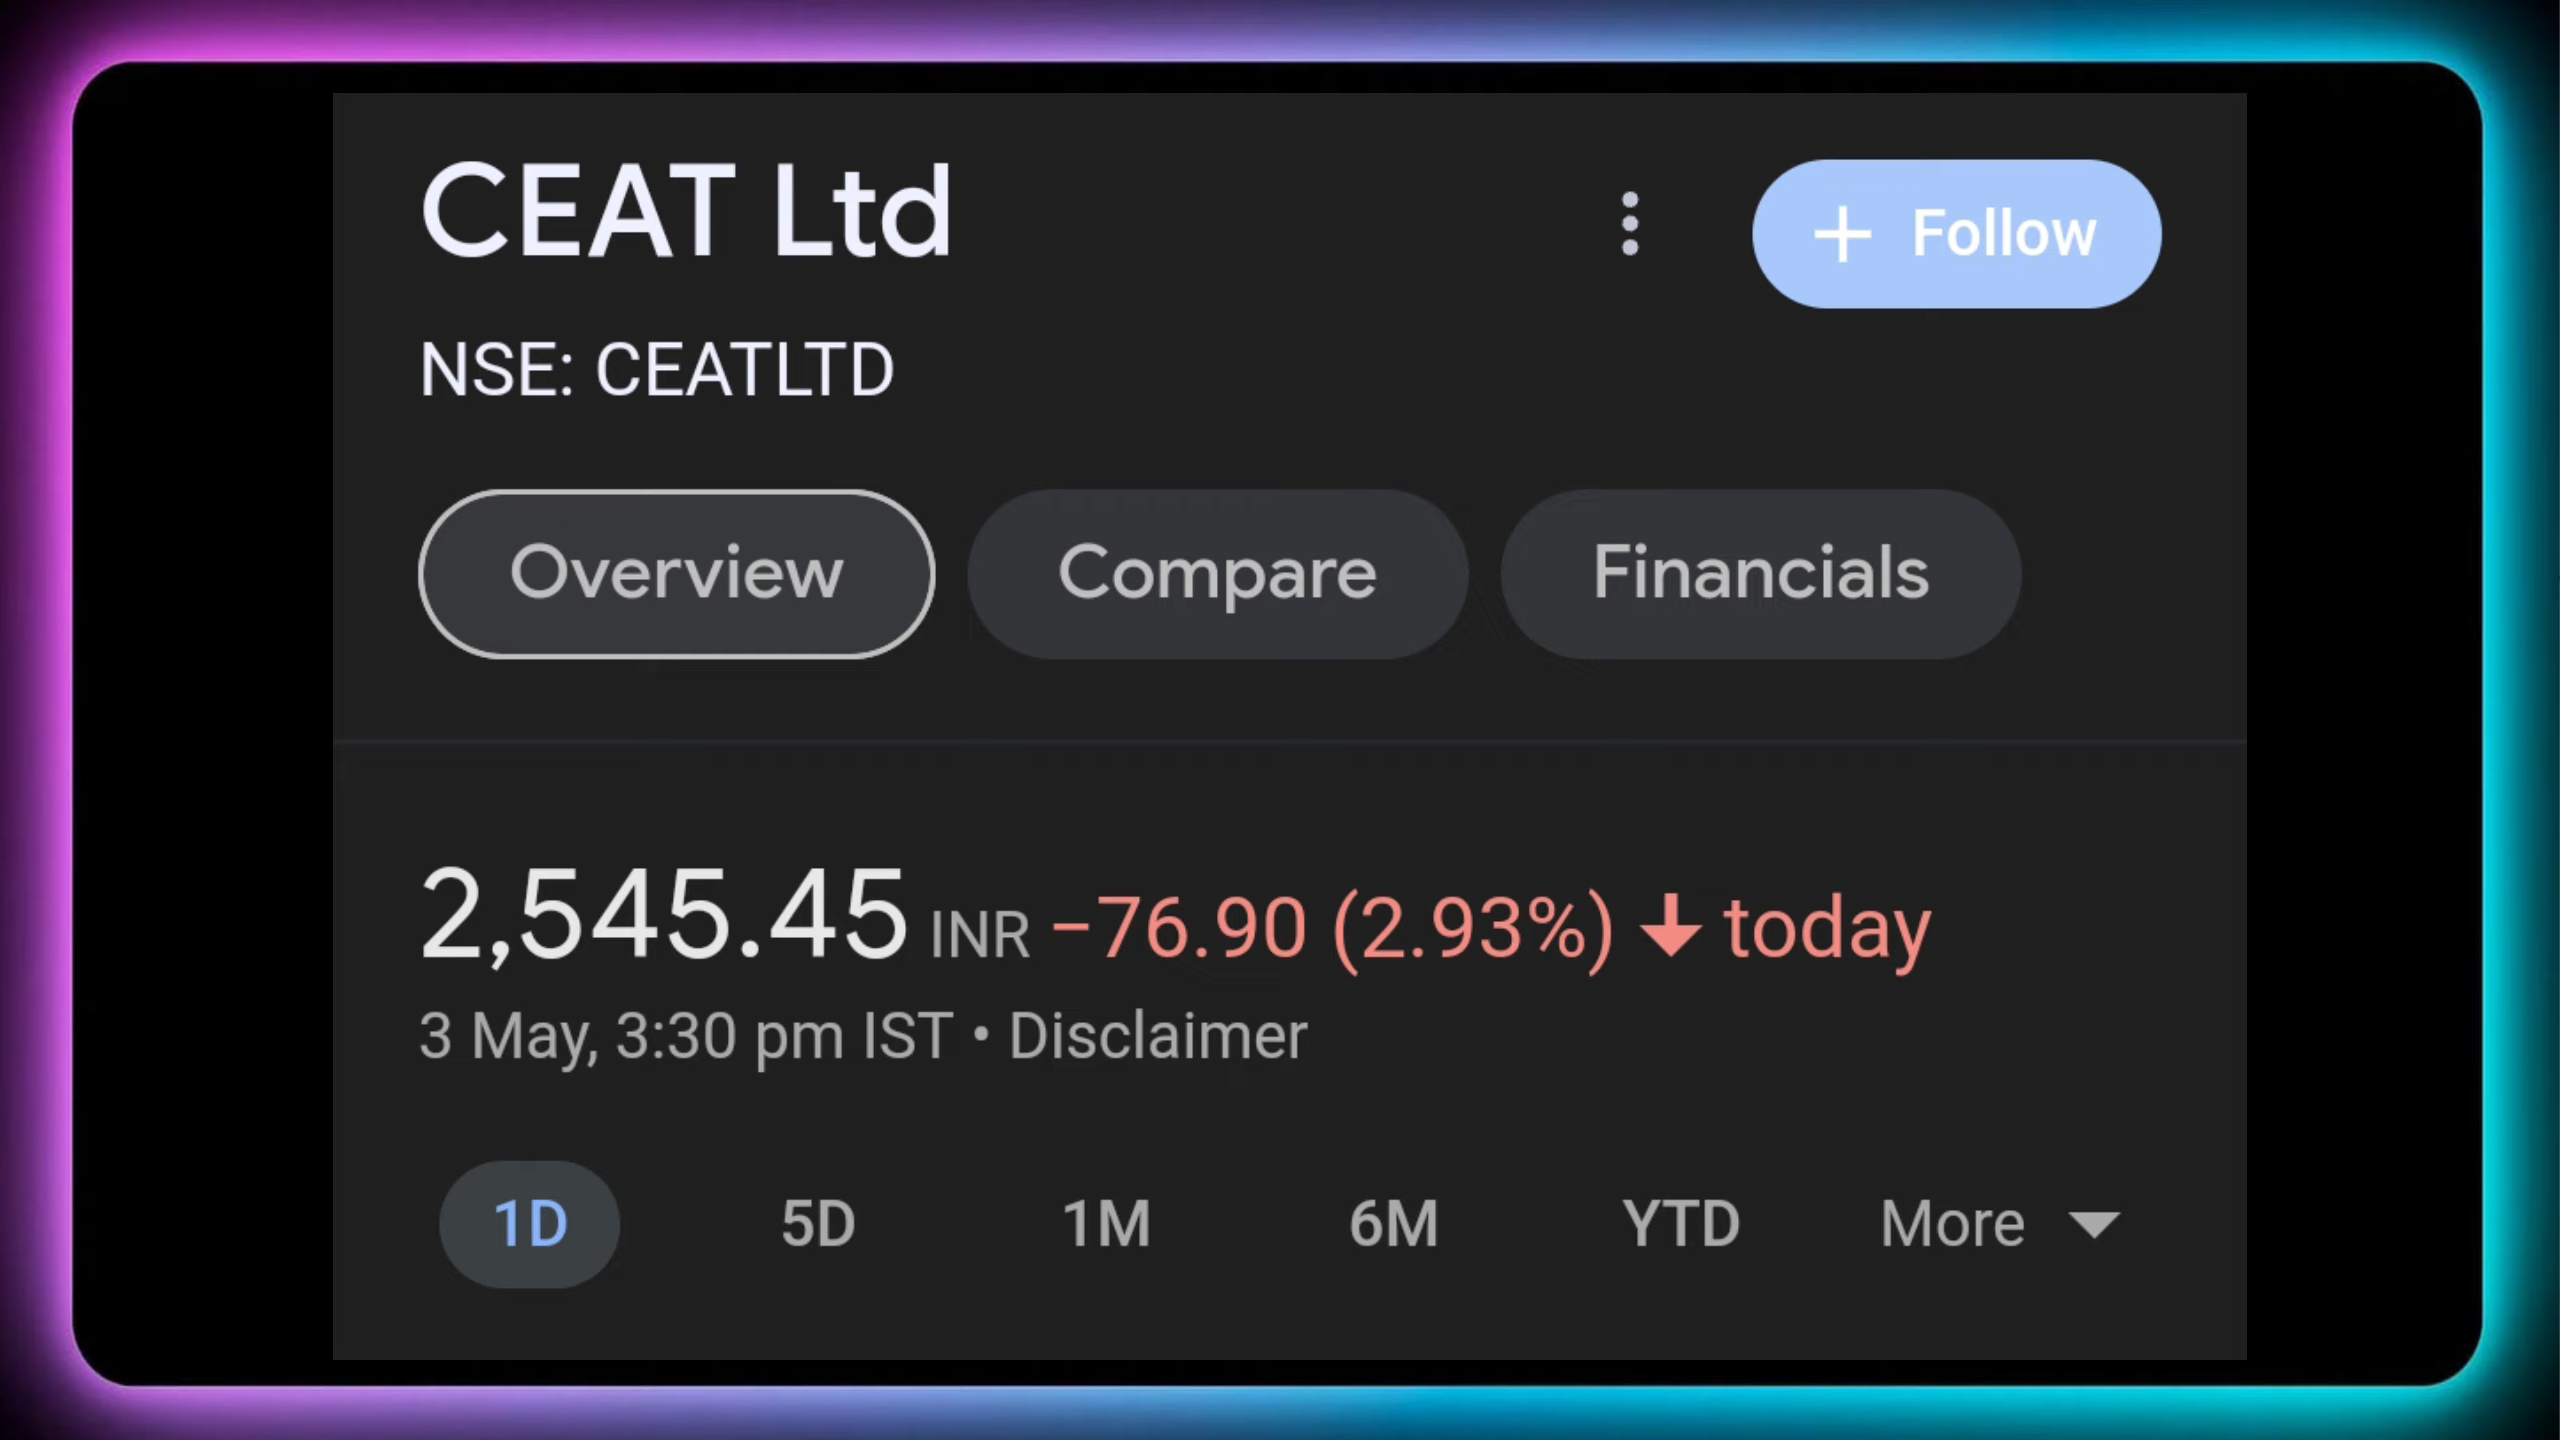 CEAT Ltd
+ Follow
NSE: CEATLTD
Overview
Compare
Financials
2,545.45 INR −76.90 (2.93%) ↓ today
3 May, 3:30 pm IST • Disclaimer
1D 5D 1M 6M YTD More